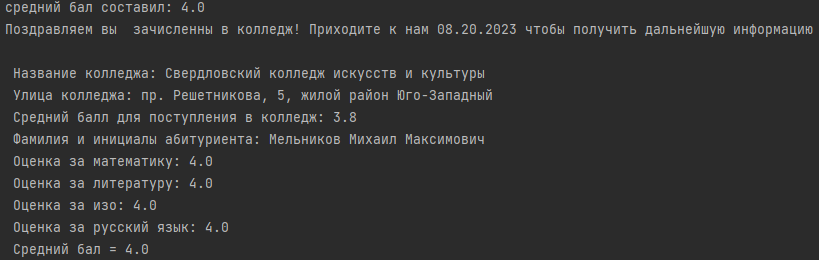 средний бал составил: 4.0
Поздравляем вы  зачисленны в колледж! Приходите к нам 08.20.2023 чтобы получить дальнейшую информацию
Название колледжа: Свердловский колледж искусств и культуры
Улица колледжа: пр. Решетникова, 5, жилой район Юго-Западный
Средний балл для поступления в колледж: 3.8
Фамилия и инициалы абитуриента: Мельников Михаил Максимович
Оценка за математику: 4.0
Оценка за литературу: 4.0
Оценка за изо: 4.0
Оценка за русский язык: 4.0
Средний бал = 4.0